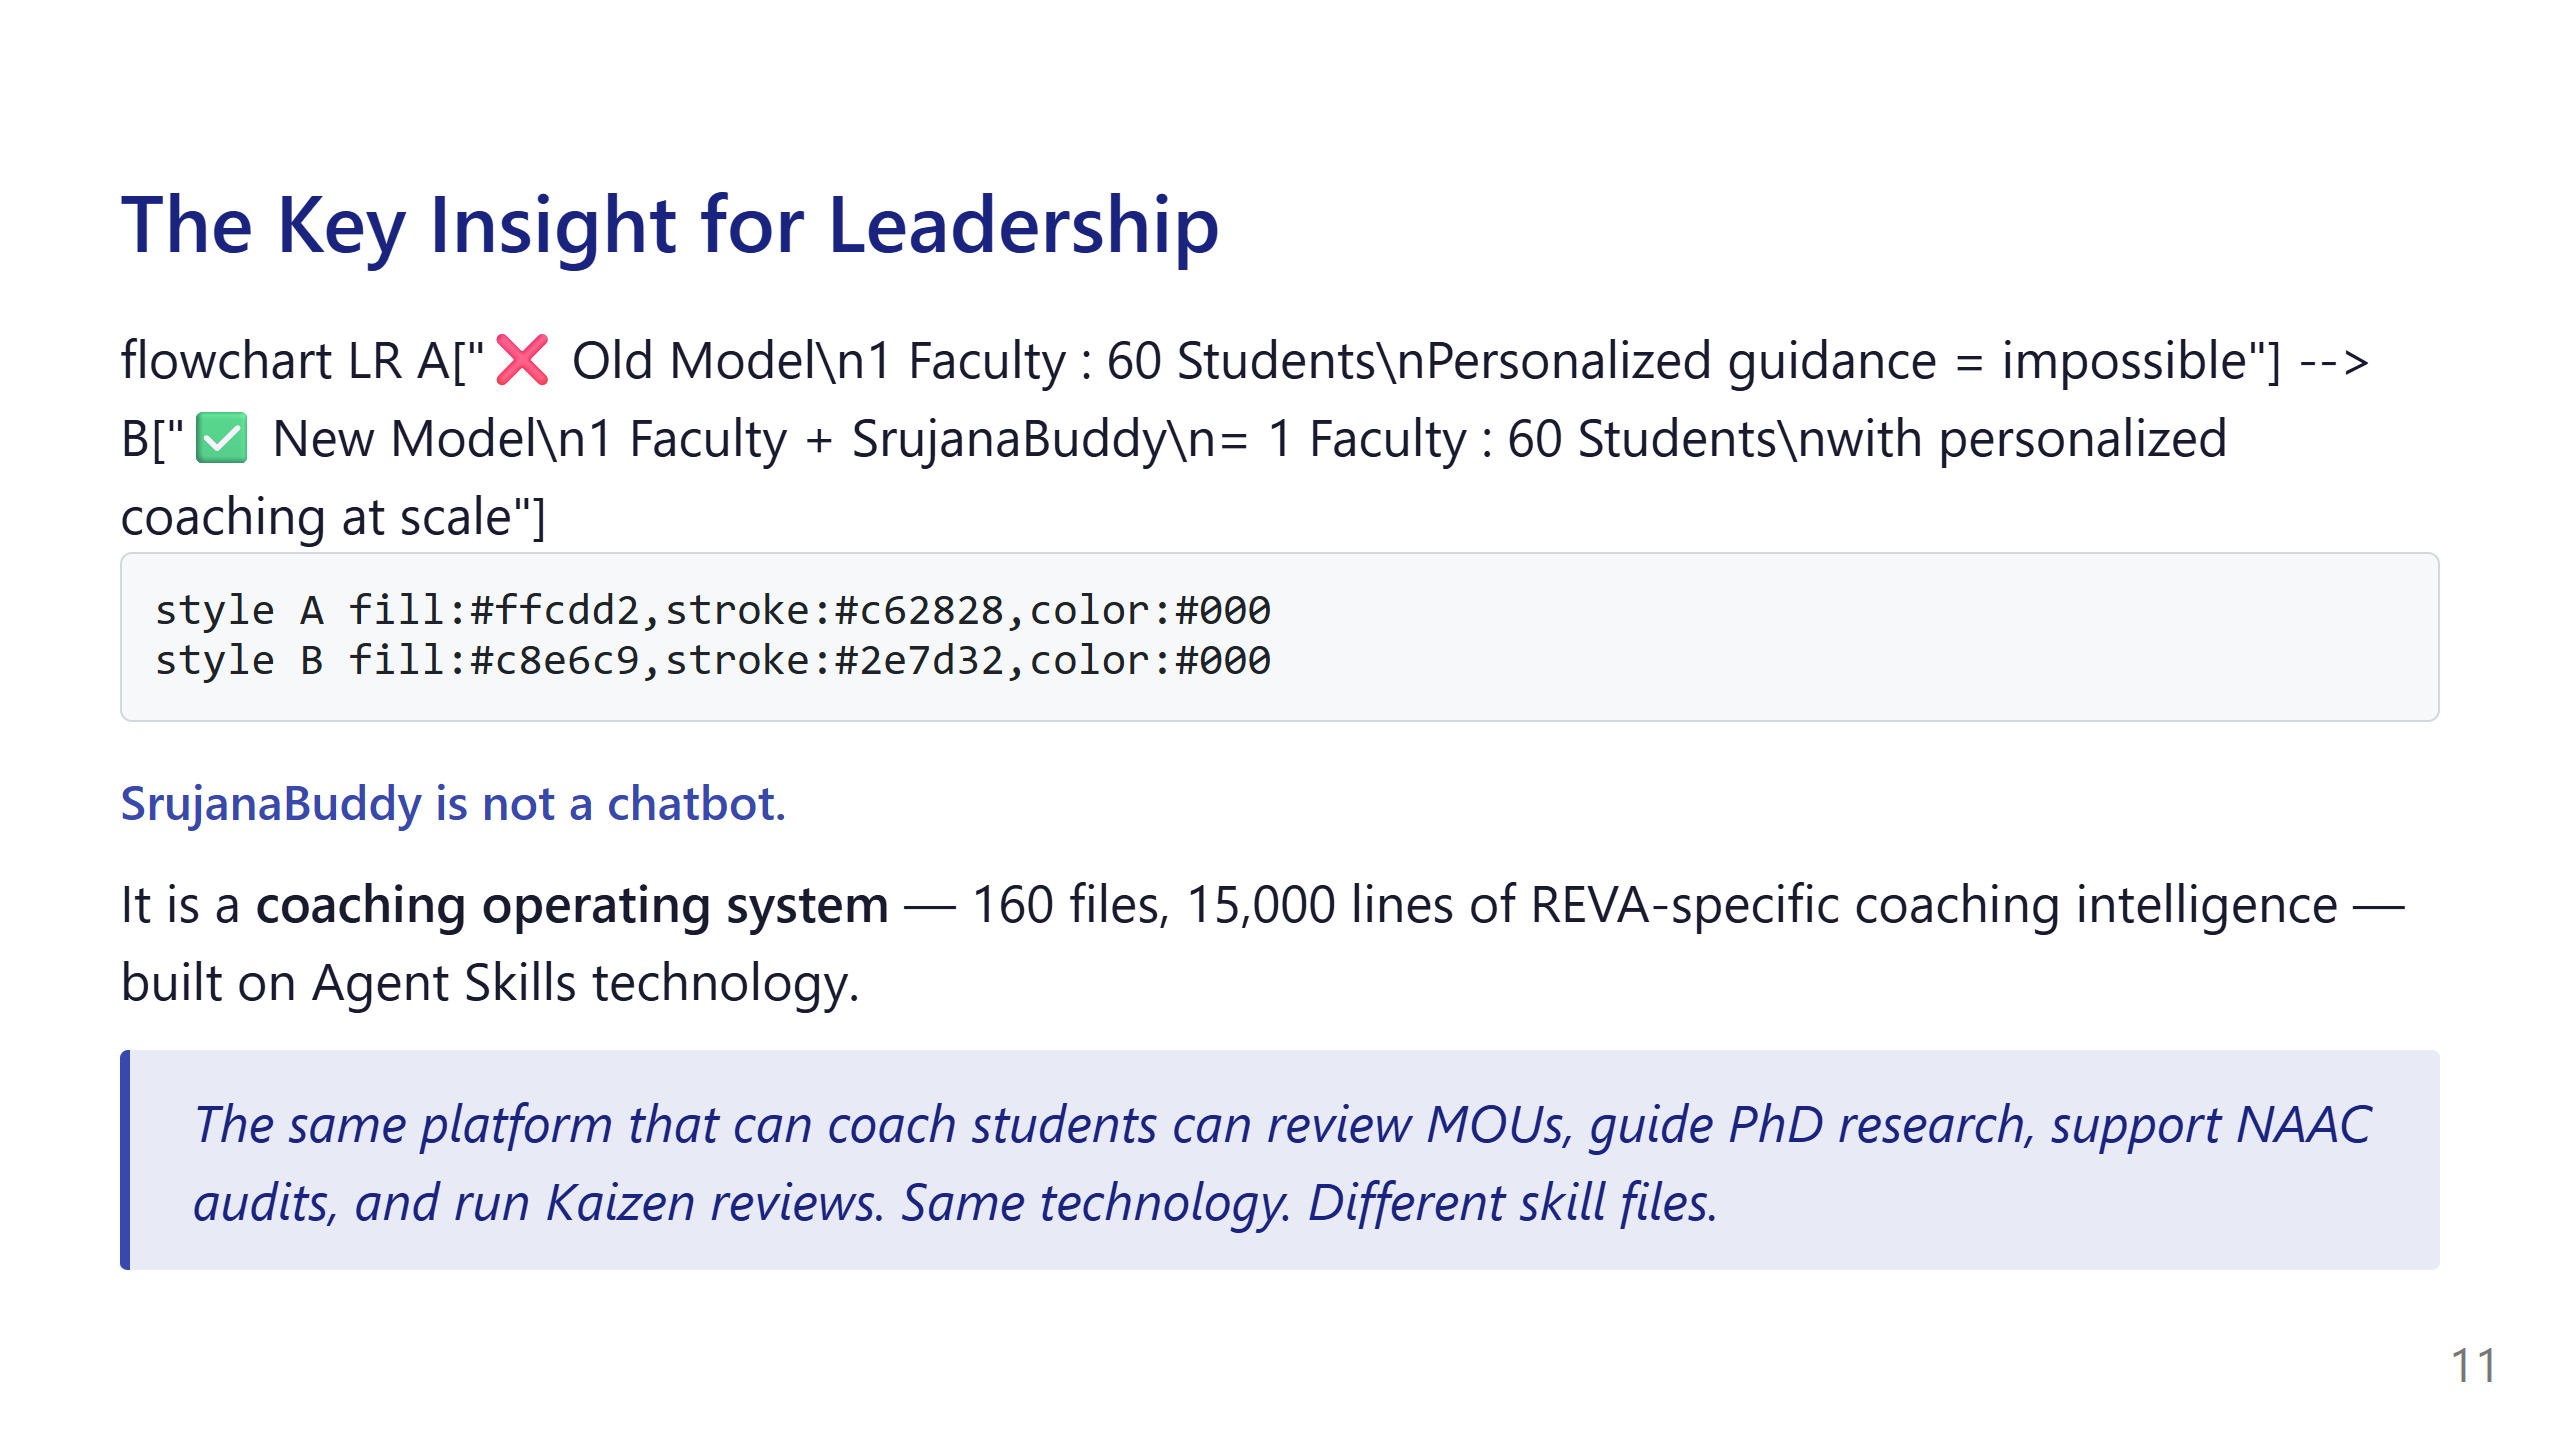 The Key Insight for Leadership
flowchart LR A["❌ Old Model\n1 Faculty : 60 Students\nPersonalized guidance = impossible"] -->
B["✅ New Model\n1 Faculty + SrujanaBuddy\n= 1 Faculty : 60 Students\nwith personalized
coaching at scale"]
style A fill:#ffcdd2,stroke:#c62828,color:#000
style B fill:#c8e6c9,stroke:#2e7d32,color:#000
SrujanaBuddy is not a chatbot.
It is a coaching operating system — 160 files, 15,000 lines of REVA-specific coaching intelligence —
built on Agent Skills technology.
The same platform that can coach students can review MOUs, guide PhD research, support NAAC
audits, and run Kaizen reviews. Same technology. Different skill files.
11